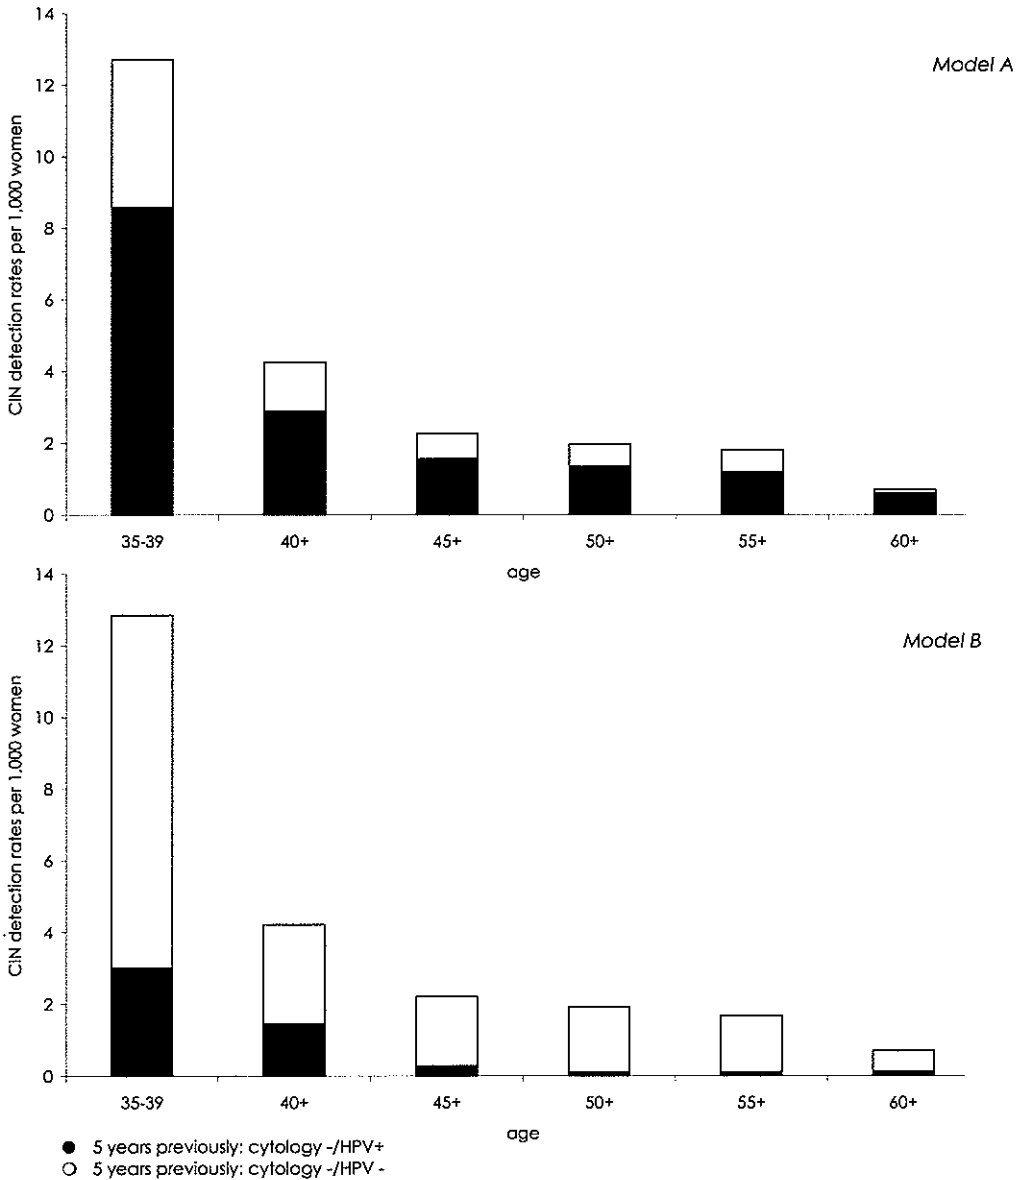 Model A
CIN detection rates per 1,000 women
14
12
10
8
6
4
2
0
35-39 40+ 45+ 50+ 55+ 60+
age
Model B
CIN detection rates per 1,000 women
14
12
10
8
6
4
2
0
35-39 40+ 45+ 50+ 55+ 60+
age
5 years previously: cytology -/HPV+
5 years previously: cytology -/HPV -